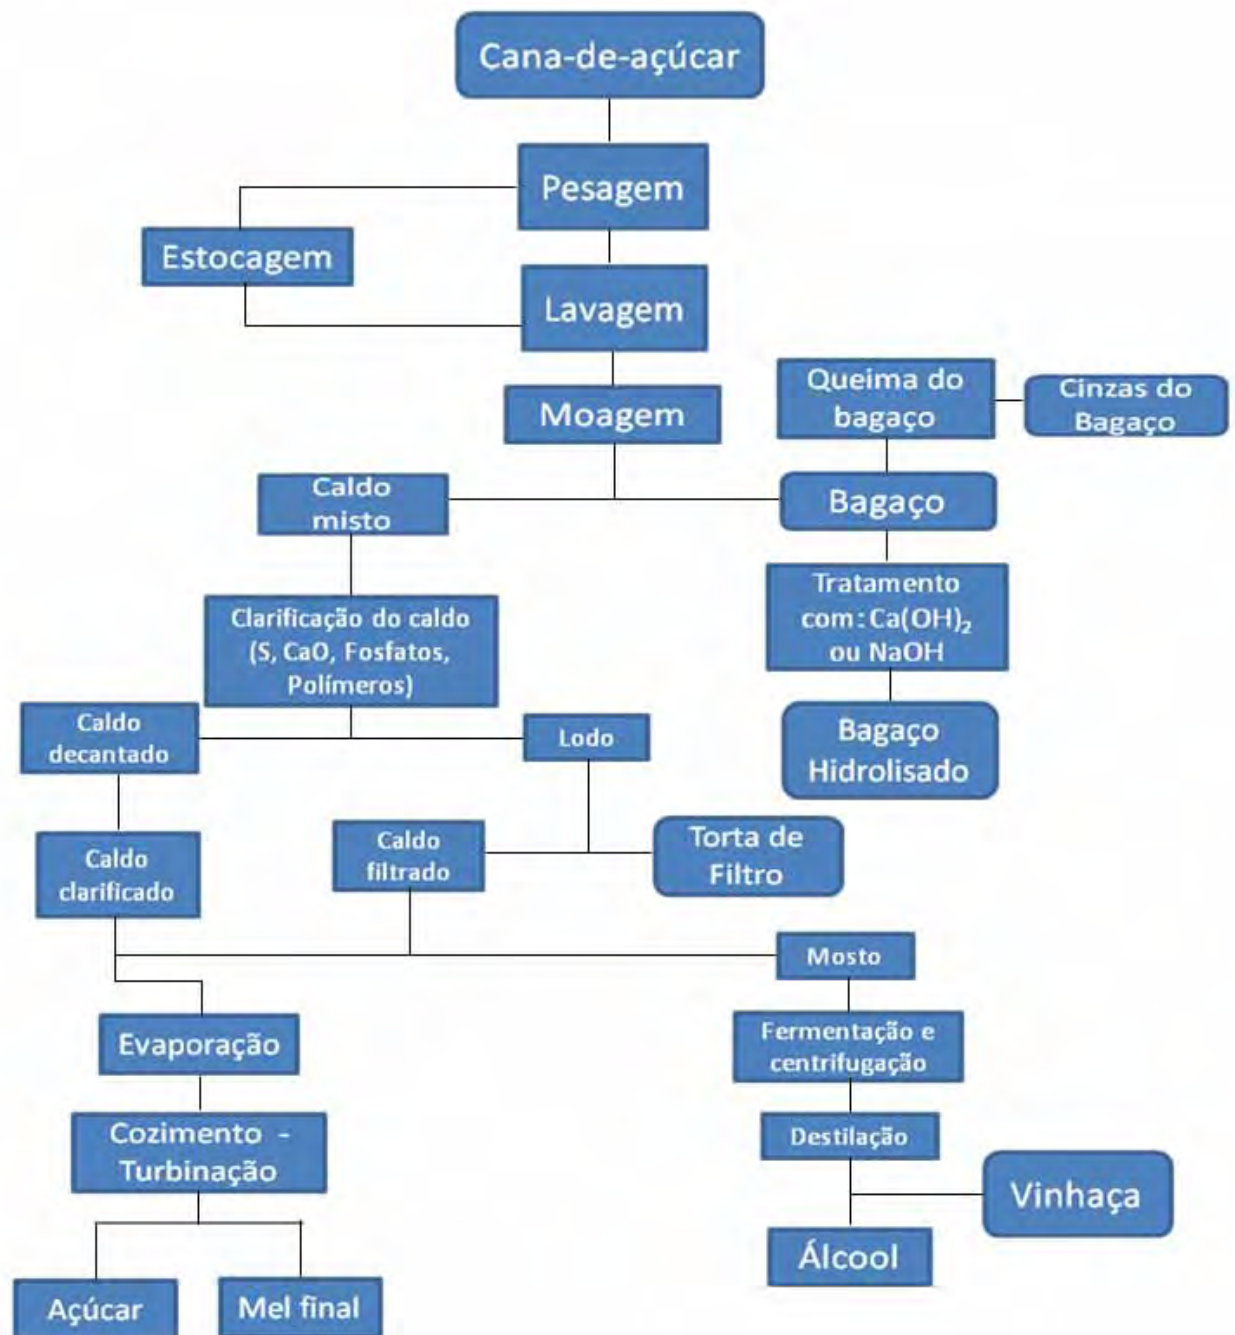 Cana-de-açúcar
Pesagem
Estocagem
Lavagem
Moagem
Queima do
bagaço
Cinzas do
Bagaço
Caldo
misto
Bagaço
Clarificação do caldo
(S, CaO, Fosfatos,
Polímeros)
Tratamento
com: Ca(OH)₂
ou NaOH
Caldo
decantado
Lodo
Bagaço
Hidrolisado
Caldo
clarificado
Caldo
filtrado
Torta de
Filtro
Mosto
Evaporação
Fermentação e
centrifugação
Cozimento -
Turbinação
Destilação
Vinhaça
Álcool
Açúcar
Mel final